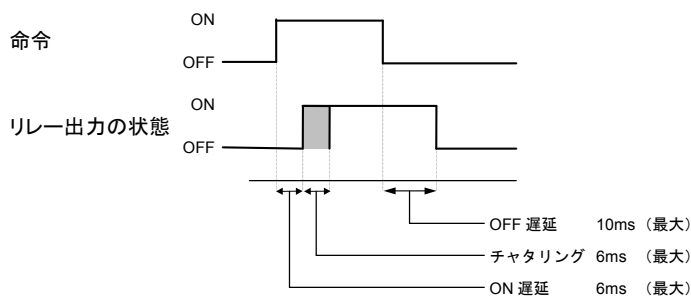 命令
ON
OFF
リレー出力の状態
ON
OFF
OFF 遅延 10ms （最大）
チャタリング 6ms （最大）
ON 遅延 6ms （最大）